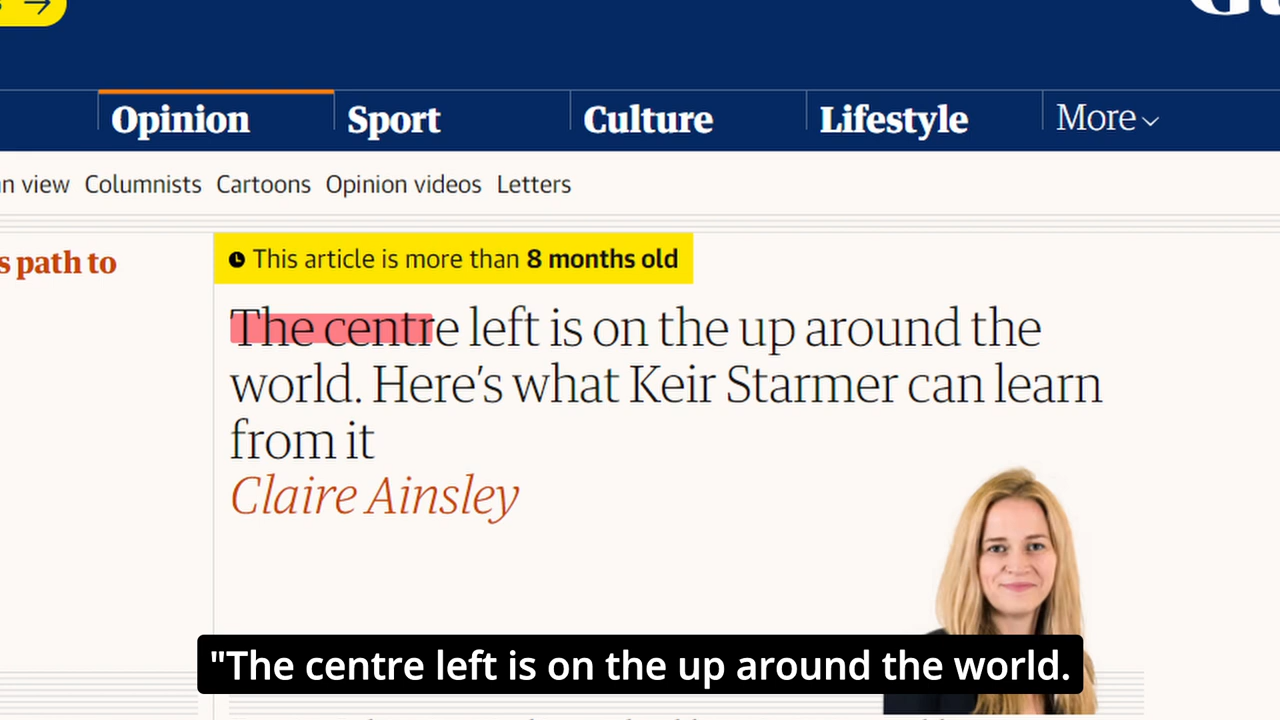 Opinion
Sport
Culture
Lifestyle
More
view
Columnists
Cartoons
Opinion videos
Letters
path to
This article is more than 8 months old
The centre left is on the up around the
world. Here's what Keir Starmer can learn
from it
Claire Ainsley
"The centre left is on the up around the world.